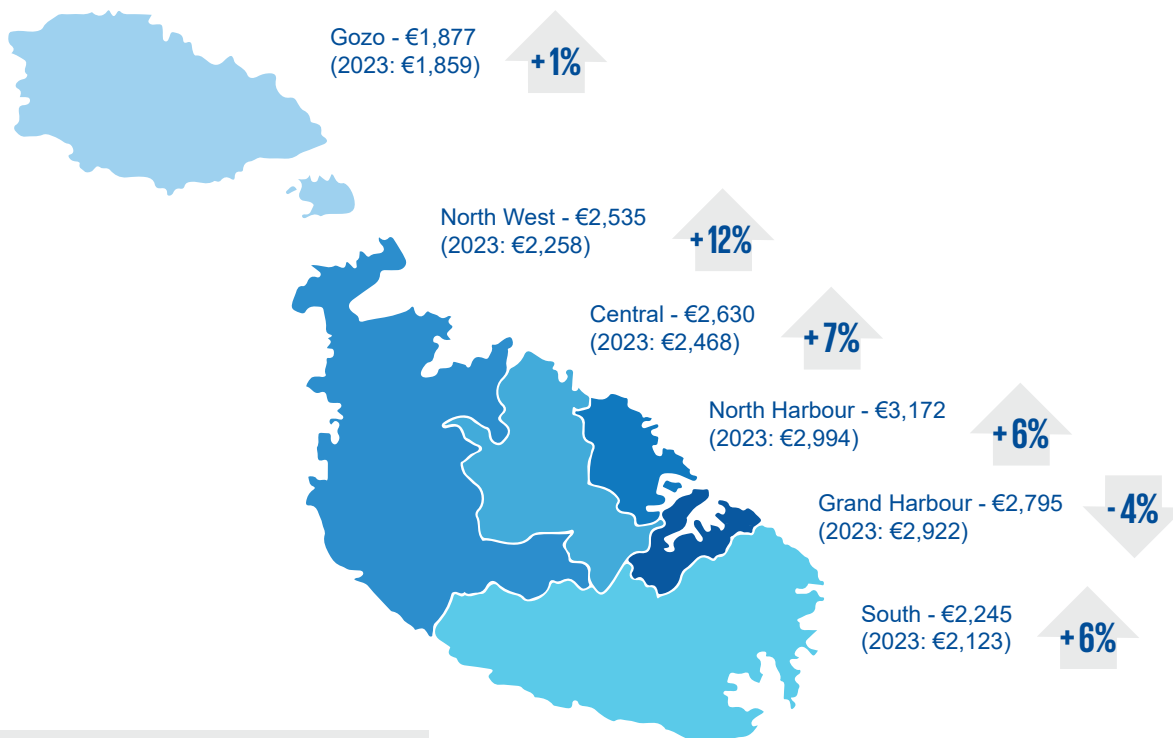 Gozo - €1,877
(2023: €1,859)
+1%
North West - €2,535
(2023: €2,258)
+12%
Central - €2,630
(2023: €2,468)
+7%
North Harbour - €3,172
(2023: €2,994)
+6%
Grand Harbour - €2,795
(2023: €2,922)
-4%
South - €2,245
(2023: €2,123)
+6%